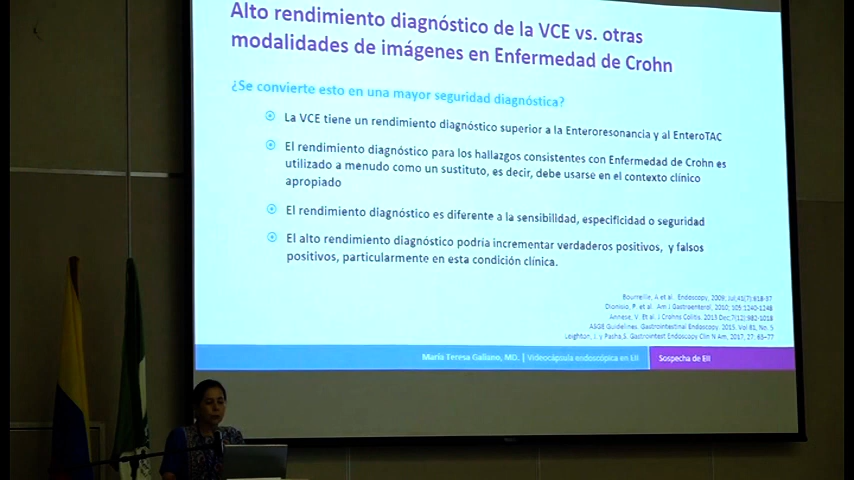 Alto rendimiento diagnóstico de la VCE vs. otras
modalidades de imágenes en Enfermedad de Crohn
¿Se convierte esto en una mayor seguridad diagnóstica?
La VCE tiene un rendimiento diagnóstico superior a la Enteroresonancia y al EnteroTAC
El rendimiento diagnóstico para los hallazgos consistentes con Enfermedad de Crohn es
utilizado a menudo como un sustituto, es decir, debe usarse en el contexto clínico
apropiado
El rendimiento diagnóstico es diferente a la sensibilidad, especificidad o seguridad
El alto rendimiento diagnóstico podría incrementar verdaderos positivos, y falsos
positivos, particularmente en esta condición clínica.
Bourreille, A et al. Endoscopy, 2009; Jul;41(7):618-37
Dionisio, P. et al. Am J Gastroenterol, 2010; 105:1240-1248
Annese, V. Et al. J Crohns Colitis. 2013 Dec;7(12):982-1018
ASGE Guidelines. Gastrointestinal Endoscopy. 2015. Vol 81, No. 5
Leighton, J. y Pasha,S. Gastrointest Endoscopy Clin N Am, 2017, 27: 63–77
María Teresa Galiano, MD. | Videocápsula endoscópica en EII
Sospecha de EII